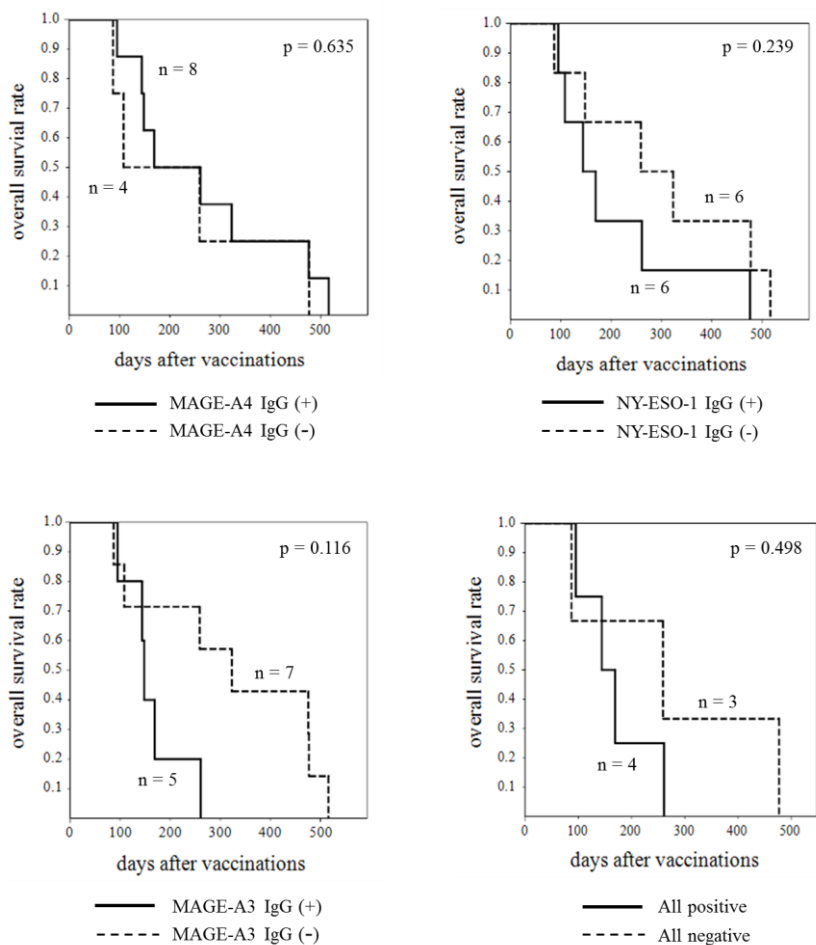 1.0
0.9
0.8
0.7
0.6
0.5
0.4
0.3
0.2
0.1
overall survial rate
p = 0.635
n = 8
n = 4
0 100 200 300 400 500
days after vaccinations
MAGE-A4 IgG (+)
MAGE-A4 IgG (-)
1.0
0.9
0.8
0.7
0.6
0.5
0.4
0.3
0.2
0.1
overall survival rate
p = 0.239
n = 6
n = 6
0 100 200 300 400 500
days after vaccinations
NY-ESO-1 IgG (+)
NY-ESO-1 IgG (-)
1.0
0.9
0.8
0.7
0.6
0.5
0.4
0.3
0.2
0.1
overall survival rate
p = 0.116
n = 7
n = 5
0 100 200 300 400 500
days after vaccinations
MAGE-A3 IgG (+)
MAGE-A3 IgG (-)
1.0
0.9
0.8
0.7
0.6
0.5
0.4
0.3
0.2
0.1
overall survival rate
p = 0.498
n = 3
n = 4
0 100 200 300 400 500
days after vaccinations
All positive
All negative